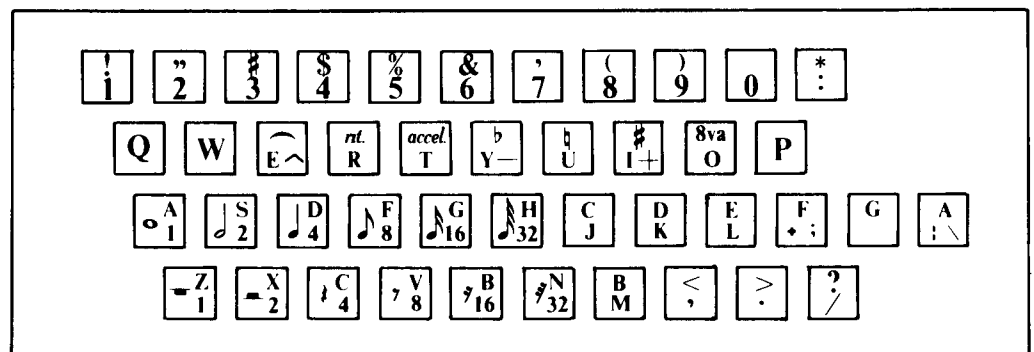 ! 1 " 2 # 3 $ 4 % 5 & 6 ' 7 ( 8 ) 9 0 * :
Q W E rit. R accel. T ♭ Y — ♮ U ♯ I + 8va O P
A 1 S 2 D 4 F 8 G 16 H 32 C J D K E L F + ; G A ¦ \
Z 1 X 2 C 4 V 8 B 16 N 32 B M < , > . ? /